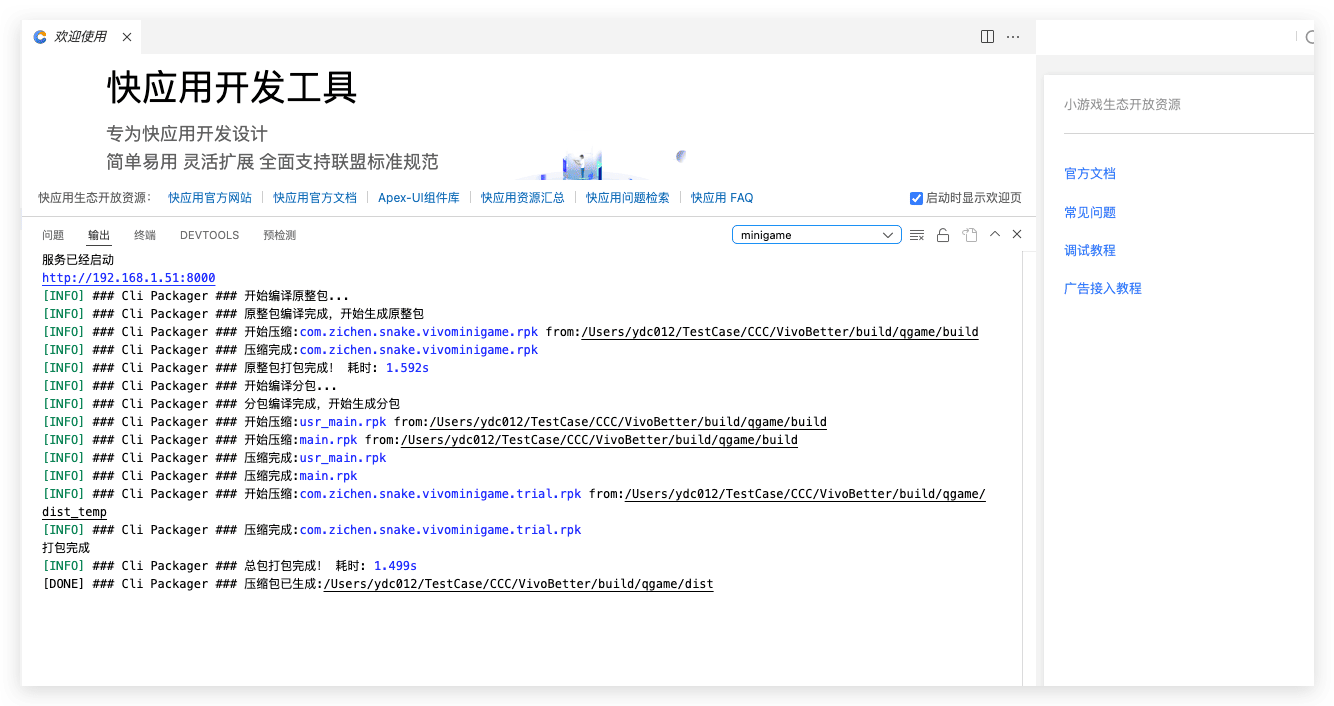 欢迎使用
快应用开发工具
专为快应用开发设计
简单易用 灵活扩展 全面支持联盟标准规范
快应用生态开放资源： 快应用官方网站 快应用官方文档 Apex-UI组件库 快应用资源汇总 快应用问题检索 快应用 FAQ 启动时显示欢迎页
问题 输出 终端 DEVTOOLS 预检测 minigame
服务已经启动
http://192.168.1.51:8000
[INFO] ### Cli Packager ### 开始编译原整包...
[INFO] ### Cli Packager ### 原整包编译完成，开始生成原整包
[INFO] ### Cli Packager ### 开始压缩:com.zichen.snake.vivominigame.rpk from:/Users/ydc012/TestCase/CCC/VivoBetter/build/qgame/build
[INFO] ### Cli Packager ### 压缩完成:com.zichen.snake.vivominigame.rpk
[INFO] ### Cli Packager ### 原整包打包完成！ 耗时: 1.592s
[INFO] ### Cli Packager ### 开始编译分包...
[INFO] ### Cli Packager ### 分包编译完成，开始生成分包
[INFO] ### Cli Packager ### 开始压缩:usr_main.rpk from:/Users/ydc012/TestCase/CCC/VivoBetter/build/qgame/build
[INFO] ### Cli Packager ### 开始压缩:main.rpk from:/Users/ydc012/TestCase/CCC/VivoBetter/build/qgame/build
[INFO] ### Cli Packager ### 压缩完成:usr_main.rpk
[INFO] ### Cli Packager ### 压缩完成:main.rpk
[INFO] ### Cli Packager ### 开始压缩:com.zichen.snake.vivominigame.trial.rpk from:/Users/ydc012/TestCase/CCC/VivoBetter/build/qgame/
dist_temp
[INFO] ### Cli Packager ### 压缩完成:com.zichen.snake.vivominigame.trial.rpk
打包完成
[INFO] ### Cli Packager ### 总包打包完成！ 耗时: 1.499s
[DONE] ### Cli Packager ### 压缩包已生成:/Users/ydc012/TestCase/CCC/VivoBetter/build/qgame/dist
小游戏生态开放资源
官方文档
常见问题
调试教程
广告接入教程